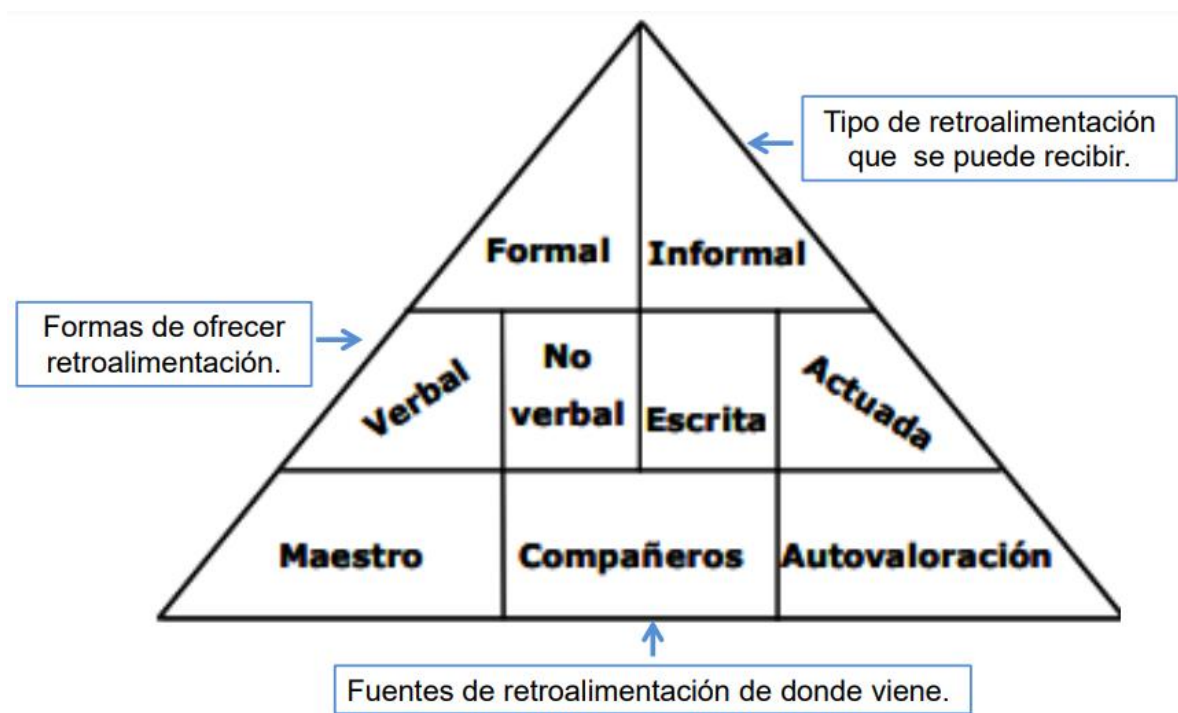 Tipo de retroalimentación
que se puede recibir.
Formal
Informal
Formas de ofrecer
retroalimentación.
Verbal
No
verbal
Escrita
Actuada
Maestro
Compañeros
Autovaloración
Fuentes de retroalimentación de donde viene.